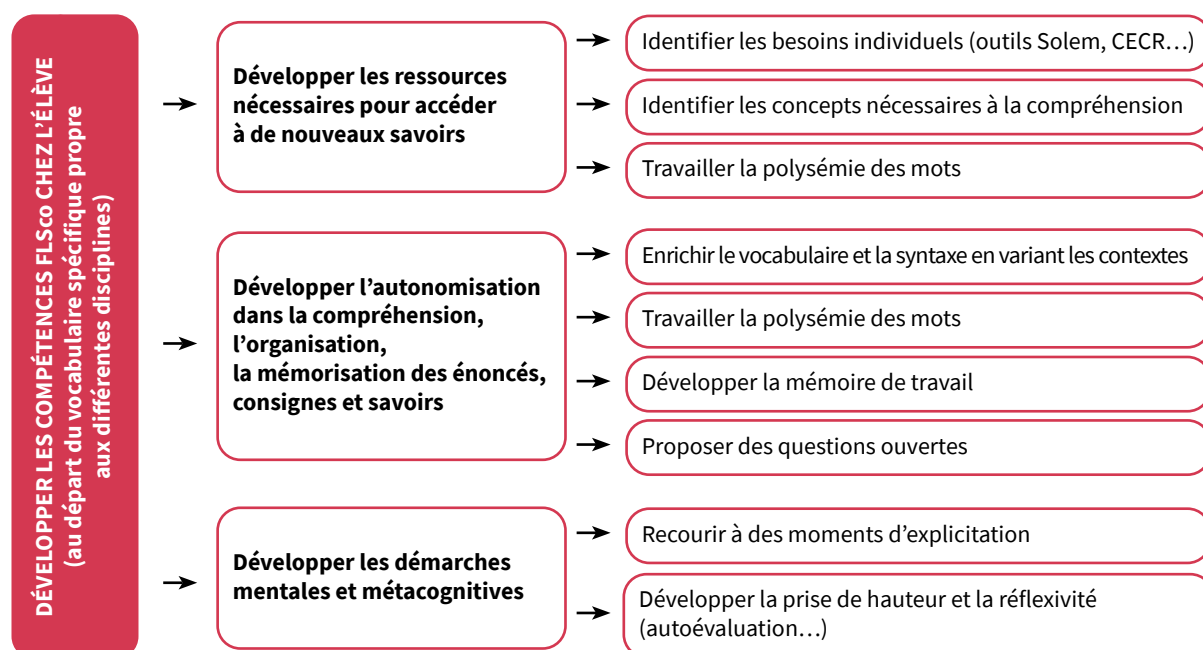 DÉVELOPPER LES COMPÉTENCES FLSco CHEZ L'ÉLÈVE
(au départ du vocabulaire spécifique propre
aux différentes disciplines)
Développer les ressources
nécessaires pour accéder
à de nouveaux savoirs
Identifier les besoins individuels (outils Solem, CECR…)
Identifier les concepts nécessaires à la compréhension
Travailler la polysémie des mots
Développer l'autonomisation
dans la compréhension,
l'organisation,
la mémorisation des énoncés,
consignes et savoirs
Enrichir le vocabulaire et la syntaxe en variant les contextes
Travailler la polysémie des mots
Développer la mémoire de travail
Proposer des questions ouvertes
Développer les démarches
mentales et métacognitives
Recourir à des moments d'explicitation
Développer la prise de hauteur et la réflexivité
(autoévaluation…)